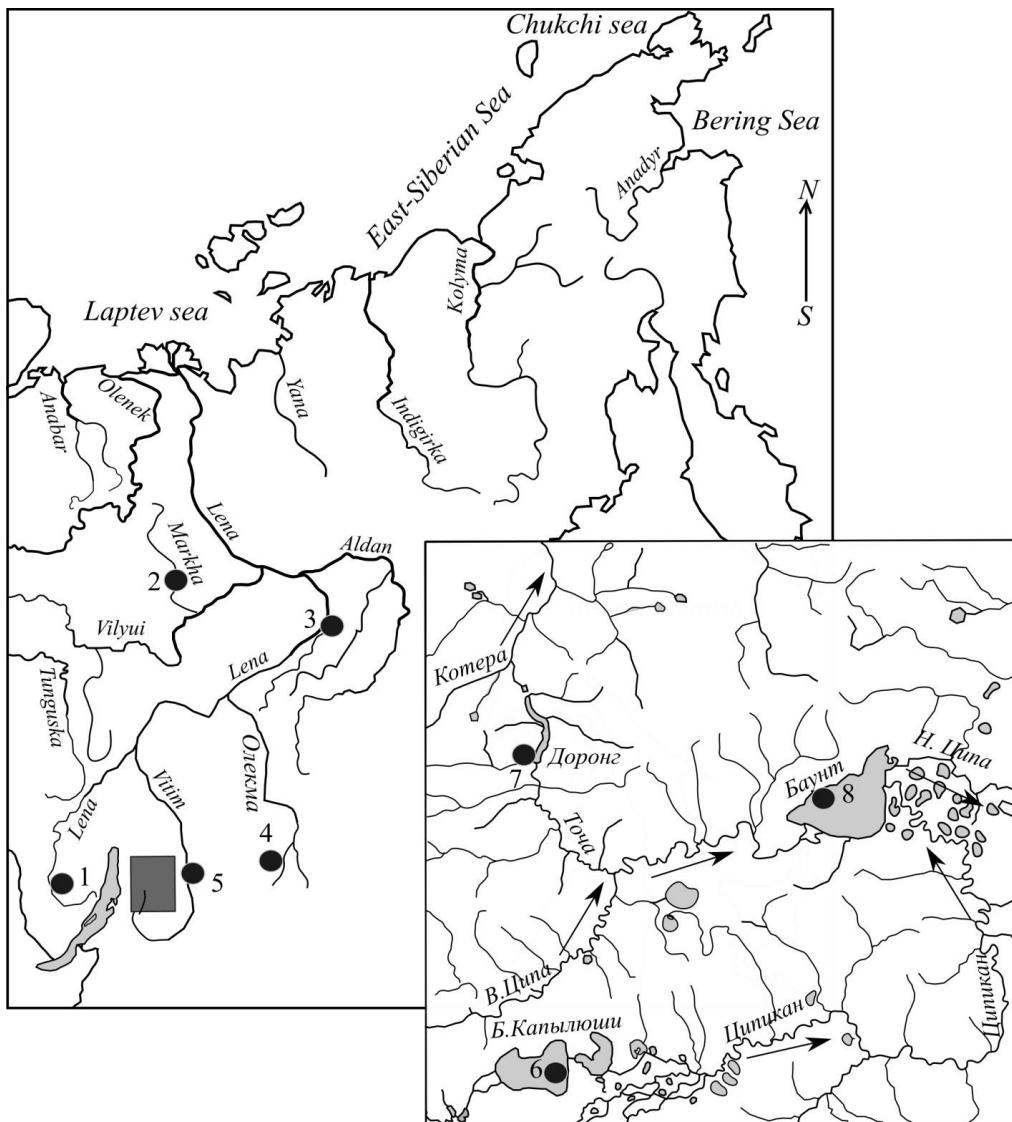 Chukchi sea
Bering Sea
East-Siberian Sea
Anadyr
N
S
Kolyma
Laptev sea
Olenek
Anabar
Yana
Indigirka
Lena
Markha
Aldan
2
3
Vilyui
Lena
Tunguska
Олекма
Vitim
Lena
4
1
5
Котера
Н. Ципа
7
Доронг
Баунт
8
Точа
В.Ципа
Ципикан
Ципикан
Б.Капылюши
6